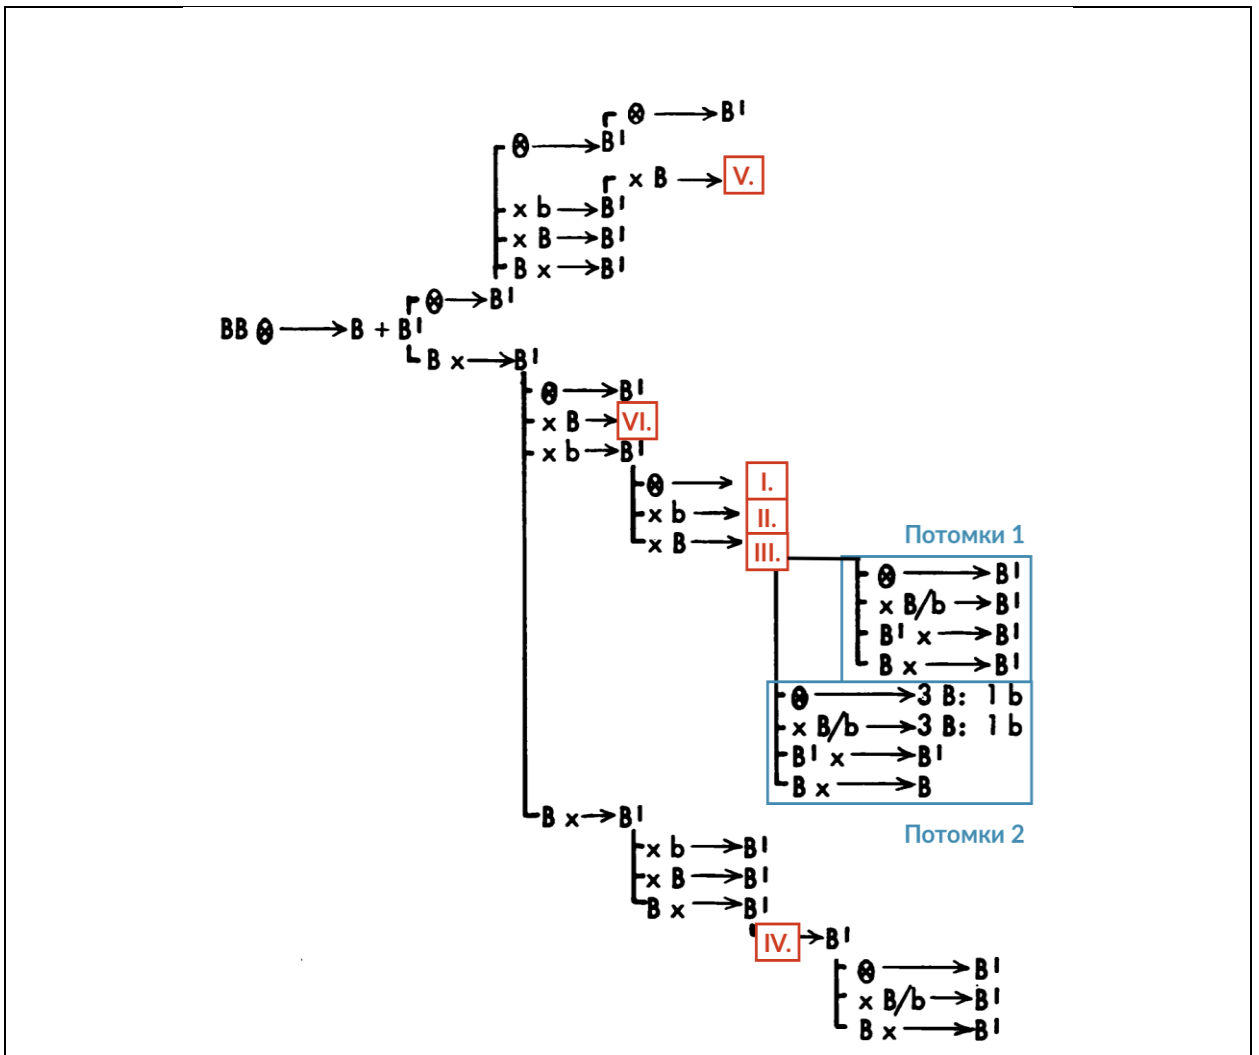 ⊗ → B'
⊗ → B'
x B → V.
x b → B'
x B → B'
B x → B'
⊗ → B'
BB ⊗ → B + B'
B x → B'
⊗ → B'
x B → VI.
x b → B'
⊗ → I.
x b → II.
x B → III.
Потомки 1
⊗ → B'
x B/b → B'
B' x → B'
B x → B'
⊗ → 3 B: 1 b
x B/b → 3 B: 1 b
B' x → B'
B x → B
B x → B'
Потомки 2
x b → B'
x B → B'
B x → B'
IV. → B'
⊗ → B'
x B/b → B'
B x → B'